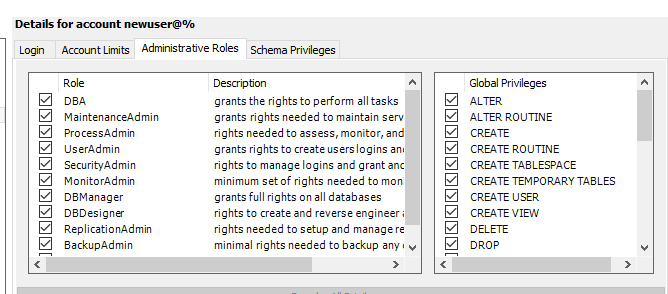 Details for account newuser@%
Login Account Limits Administrative Roles Schema Privileges
Role Description Global Privileges
DBA grants the rights to perform all tasks ALTER
MaintenanceAdmin grants rights needed to maintain serv ALTER ROUTINE
ProcessAdmin rights needed to assess, monitor, and CREATE
UserAdmin grants rights to create users logins and CREATE ROUTINE
SecurityAdmin rights to manage logins and grant and CREATE TABLESPACE
MonitorAdmin minimum set of rights needed to mon CREATE TEMPORARY TABLES
DBManager grants full rights on all databases CREATE USER
DBDesigner rights to create and reverse engineer a CREATE VIEW
ReplicationAdmin rights needed to setup and manage re DELETE
BackupAdmin minimal rights needed to backup any DROP